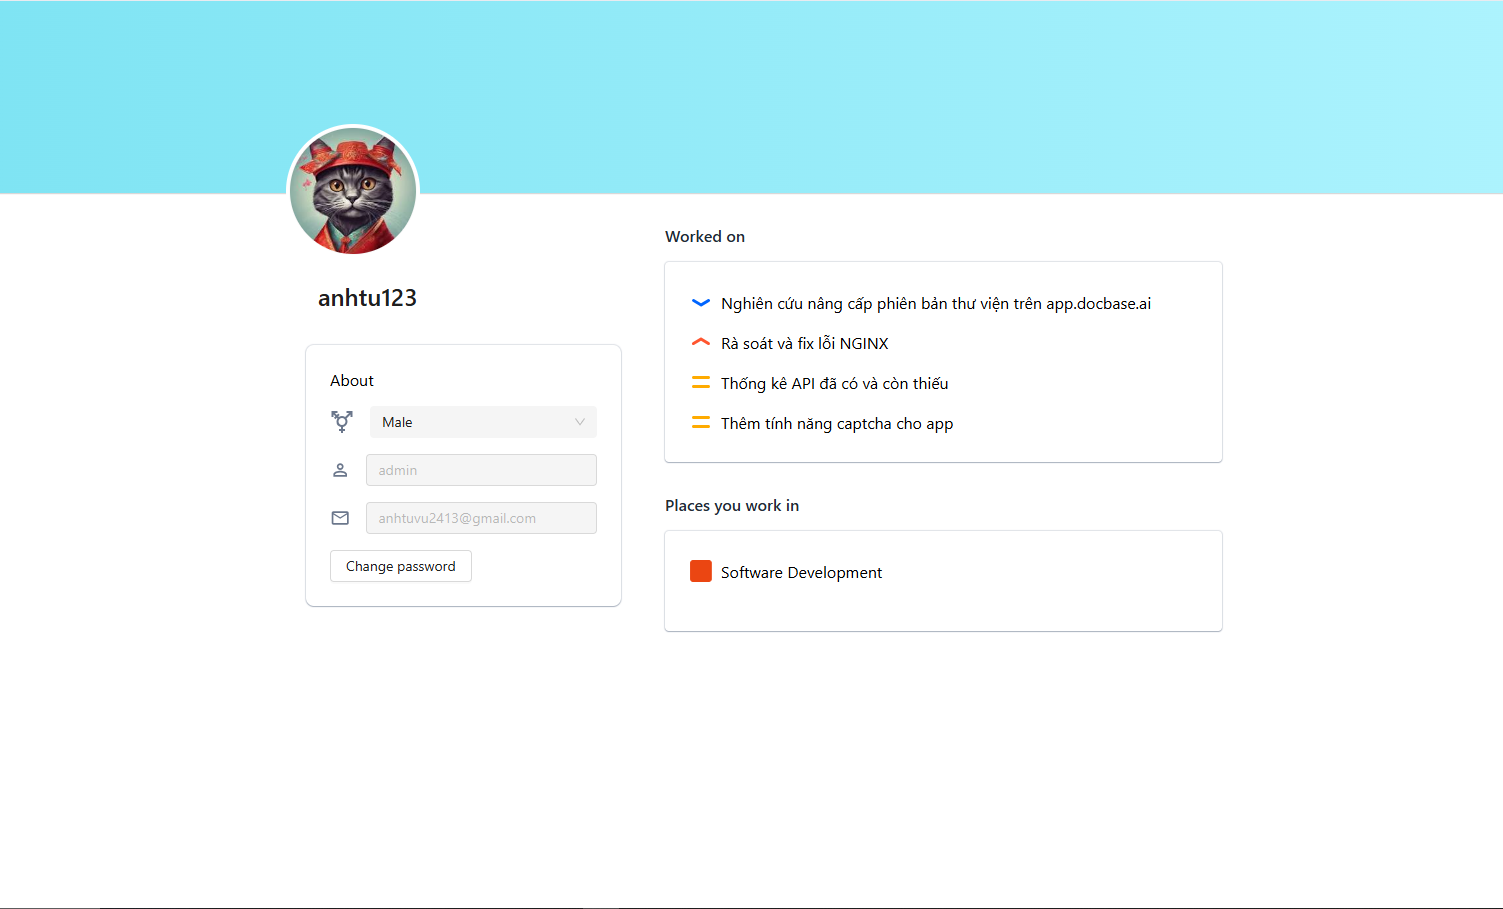 anhtu123
About
Male
admin
anhtuvu2413@gmail.com
Change password
Worked on
Nghiên cứu nâng cấp phiên bản thư viện trên app.docbase.ai
Rà soát và fix lỗi NGINX
Thống kê API đã có và còn thiếu
Thêm tính năng captcha cho app
Places you work in
Software Development